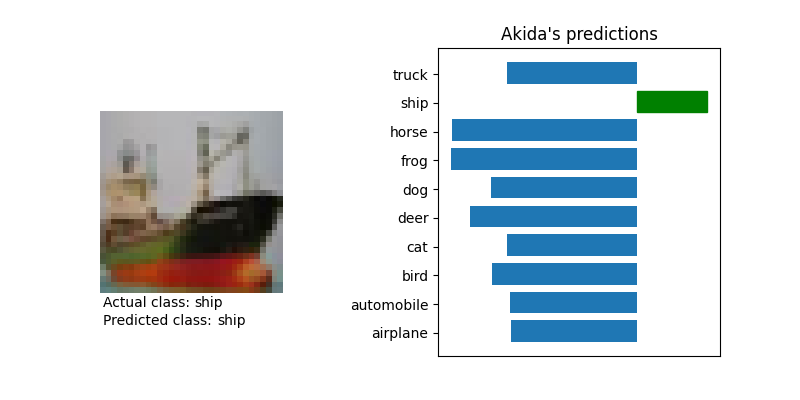 Akida's predictions
truck
ship
horse
frog
dog
deer
cat
bird
automobile
airplane
Actual class: ship
Predicted class: ship